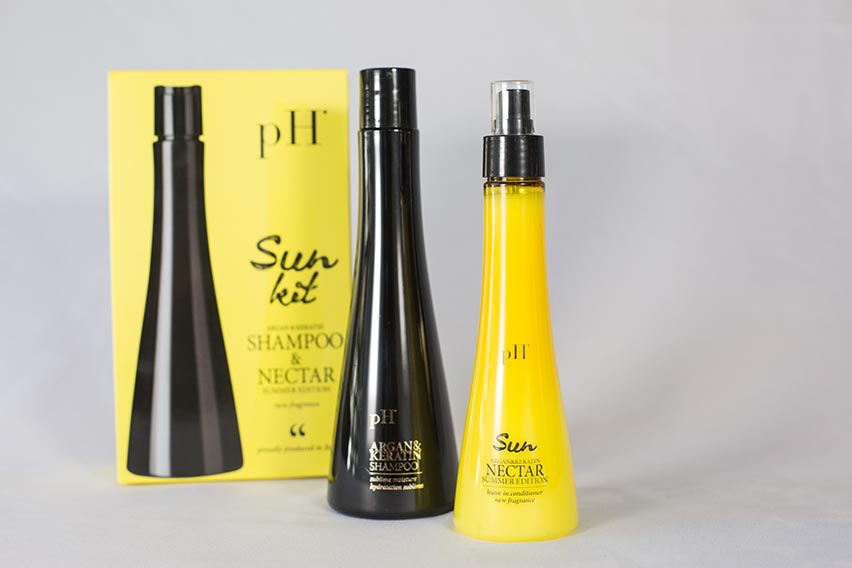 pH
Sun
kit
ARGAN & KERATIN
SHAMPOO
&
NECTAR
SUMMER EDITION
new fragrance
“
proudly produced in
pH
ARGAN&
KERATIN
SHAMPOO
sublime moisture
hydratation sublime
pH
Sun
ARGAN&KERATIN
NECTAR
SUMMER EDITION
leave-in conditioner
new fragrance